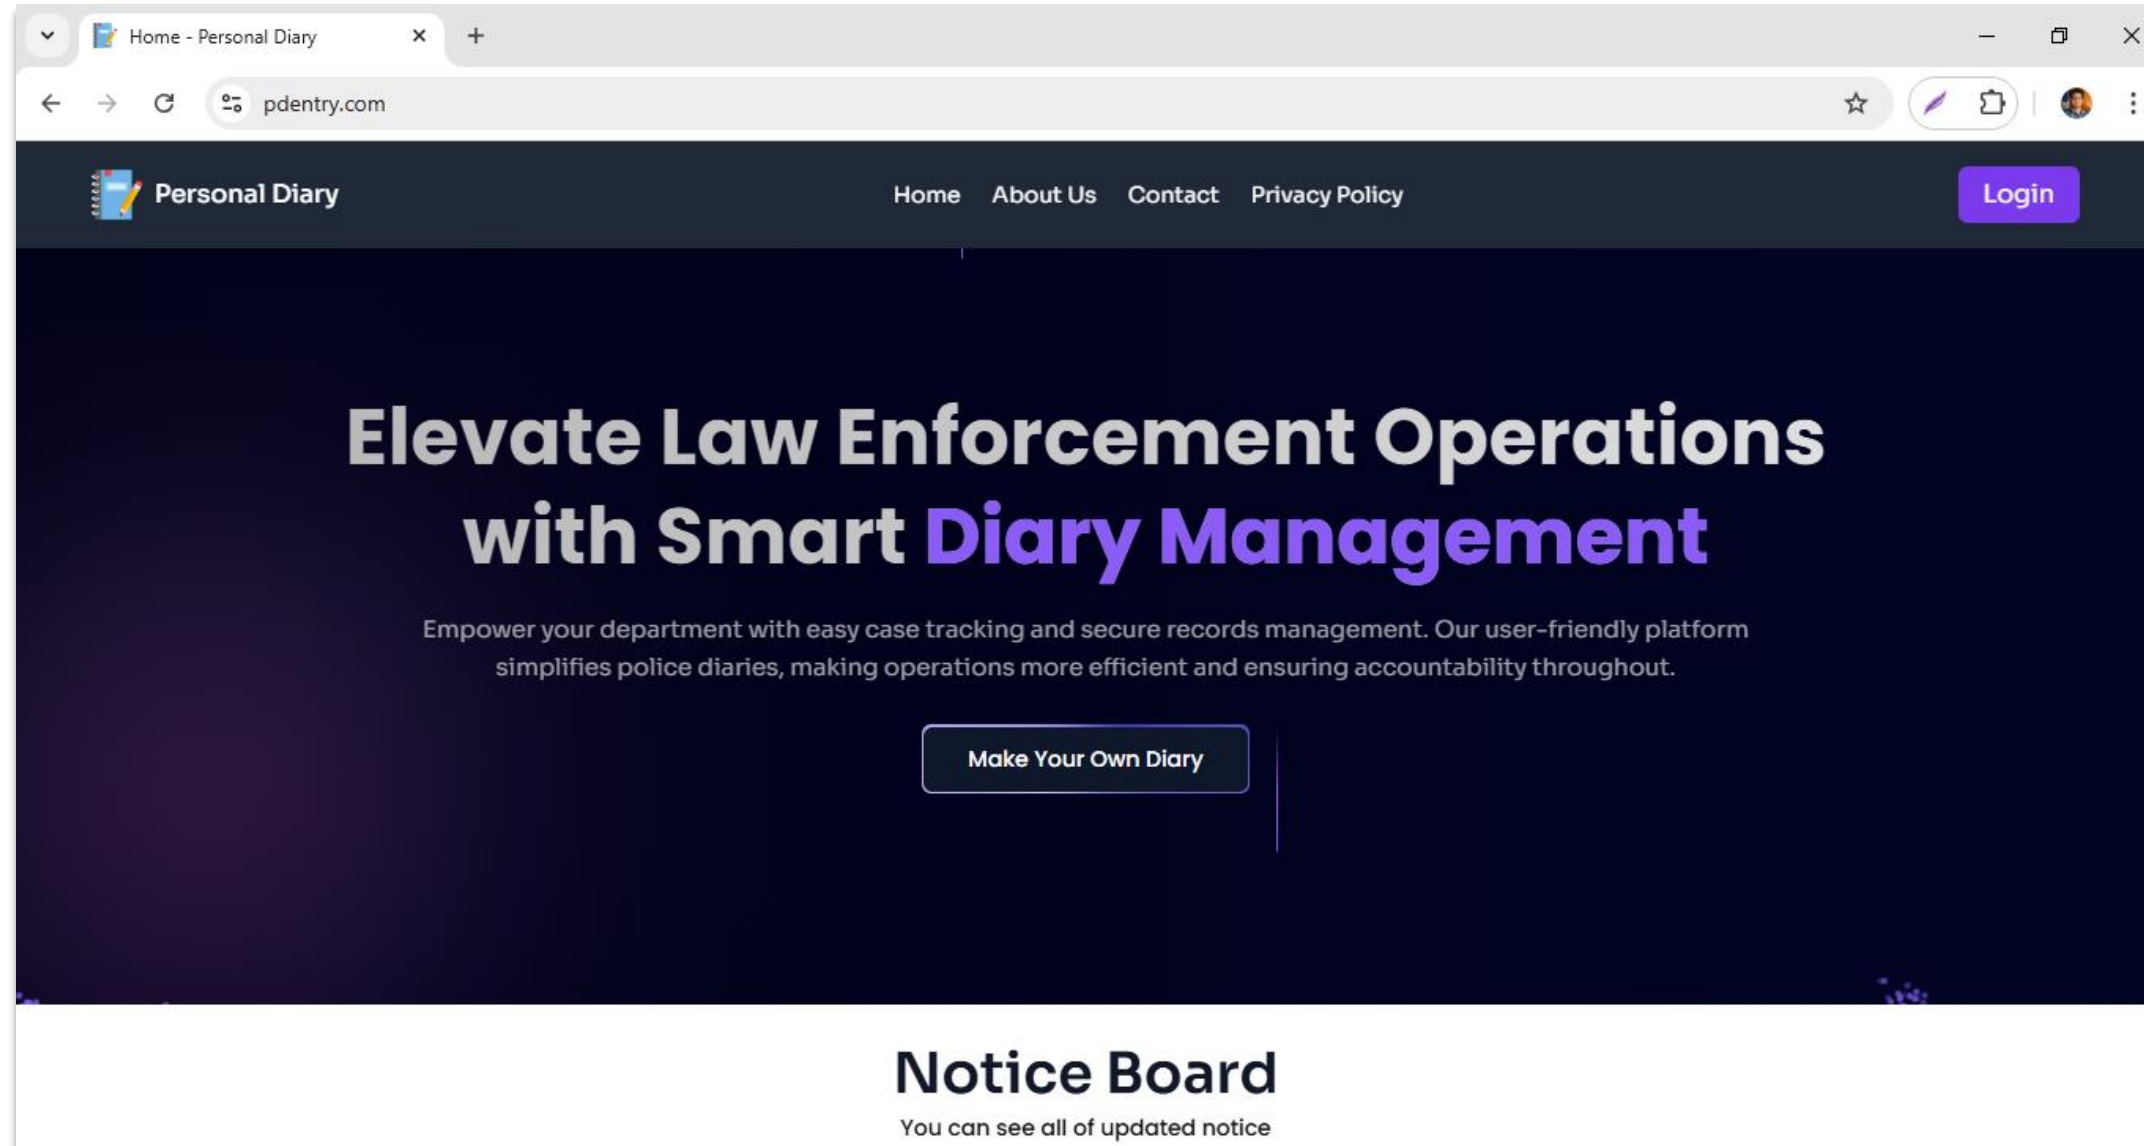 Home - Personal Diary
pdentry.com
Personal Diary
Home About Us Contact Privacy Policy
Login
Elevate Law Enforcement Operations
with Smart Diary Management
Empower your department with easy case tracking and secure records management. Our user-friendly platform
simplifies police diaries, making operations more efficient and ensuring accountability throughout.
Make Your Own Diary
Notice Board
You can see all of updated notice